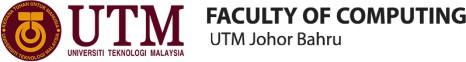 UTM
UNIVERSITI TEKNOLOGI MALAYSIA
FACULTY OF COMPUTING
UTM Johor Bahru